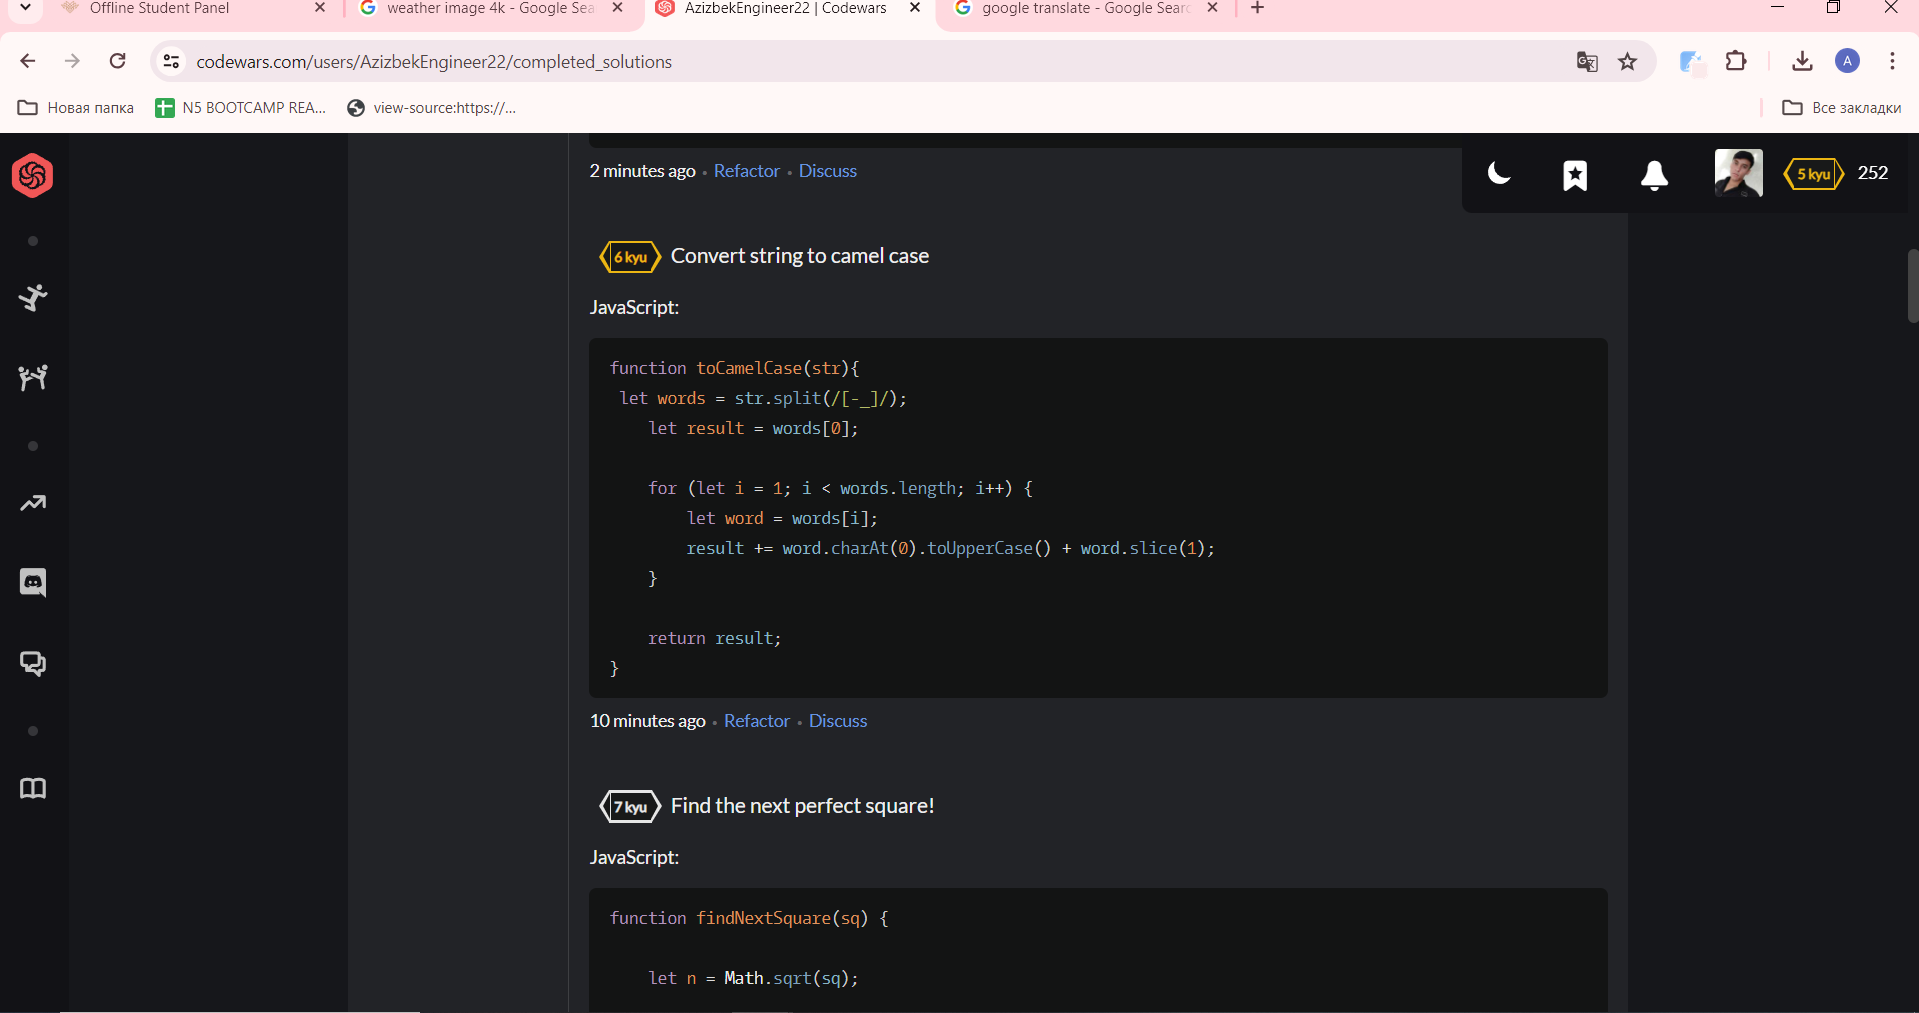 Offline Student Panel
weather image 4k - Google Sea
AzizbekEngineer22 | Codewars
google translate - Google Searc
codewars.com/users/AzizbekEngineer22/completed_solutions
A
Новая папка
N5 BOOTCAMP REA...
view-source:https://...
Все закладки
2 minutes ago • Refactor • Discuss
5 kyu
252
6 kyu
Convert string to camel case
JavaScript:
function toCamelCase(str){
 let words = str.split(/[-_]/);
    let result = words[0];
    for (let i = 1; i < words.length; i++) {
        let word = words[i];
        result += word.charAt(0).toUpperCase() + word.slice(1);
    }
    return result;
}
10 minutes ago • Refactor • Discuss
7 kyu
Find the next perfect square!
JavaScript:
function findNextSquare(sq) {
    let n = Math.sqrt(sq);